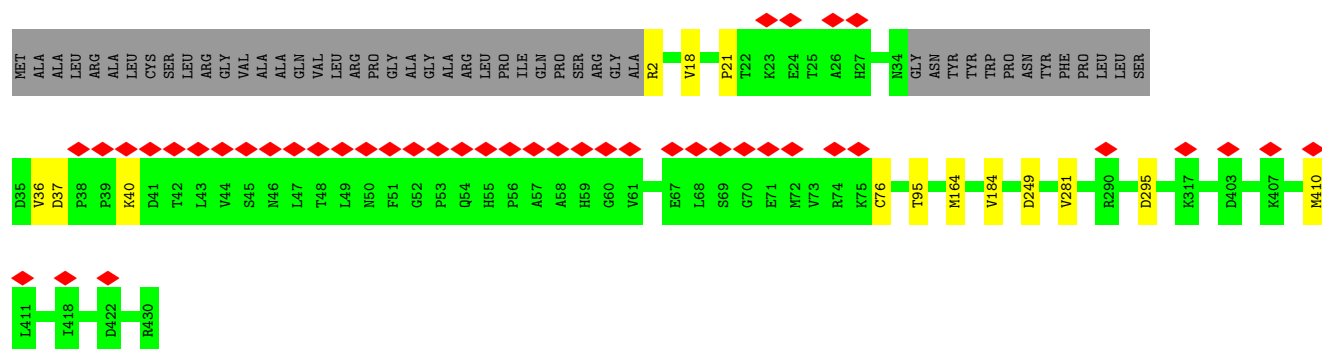 MET ALA ALA LEU ARG ALA LEU CYS SER LEU ARG GLY VAL ALA ALA GLN VAL LEU ARG PRO GLY ALA GLY ALA ARG LEU PRO ILE GLN PRO SER ARG GLY ALA R2 V18 P21 T22 K23 E24 T25 A26 H27 N34 GLY ASN TYR TYR TRP PRO ASN TYR PHE PRO LEU LEU SER
D35 V36 D37 P38 P39 K40 D41 T42 L43 V44 S45 N46 L47 T48 L49 N50 F51 G52 P53 Q54 H55 P56 A57 A58 H59 G60 V61 E67 L68 S69 G70 E71 M72 V73 R74 K75 C76 T95 M164 V184 D249 V281 R290 D295 K317 D403 K407 M410
L411 I418 D422 R430